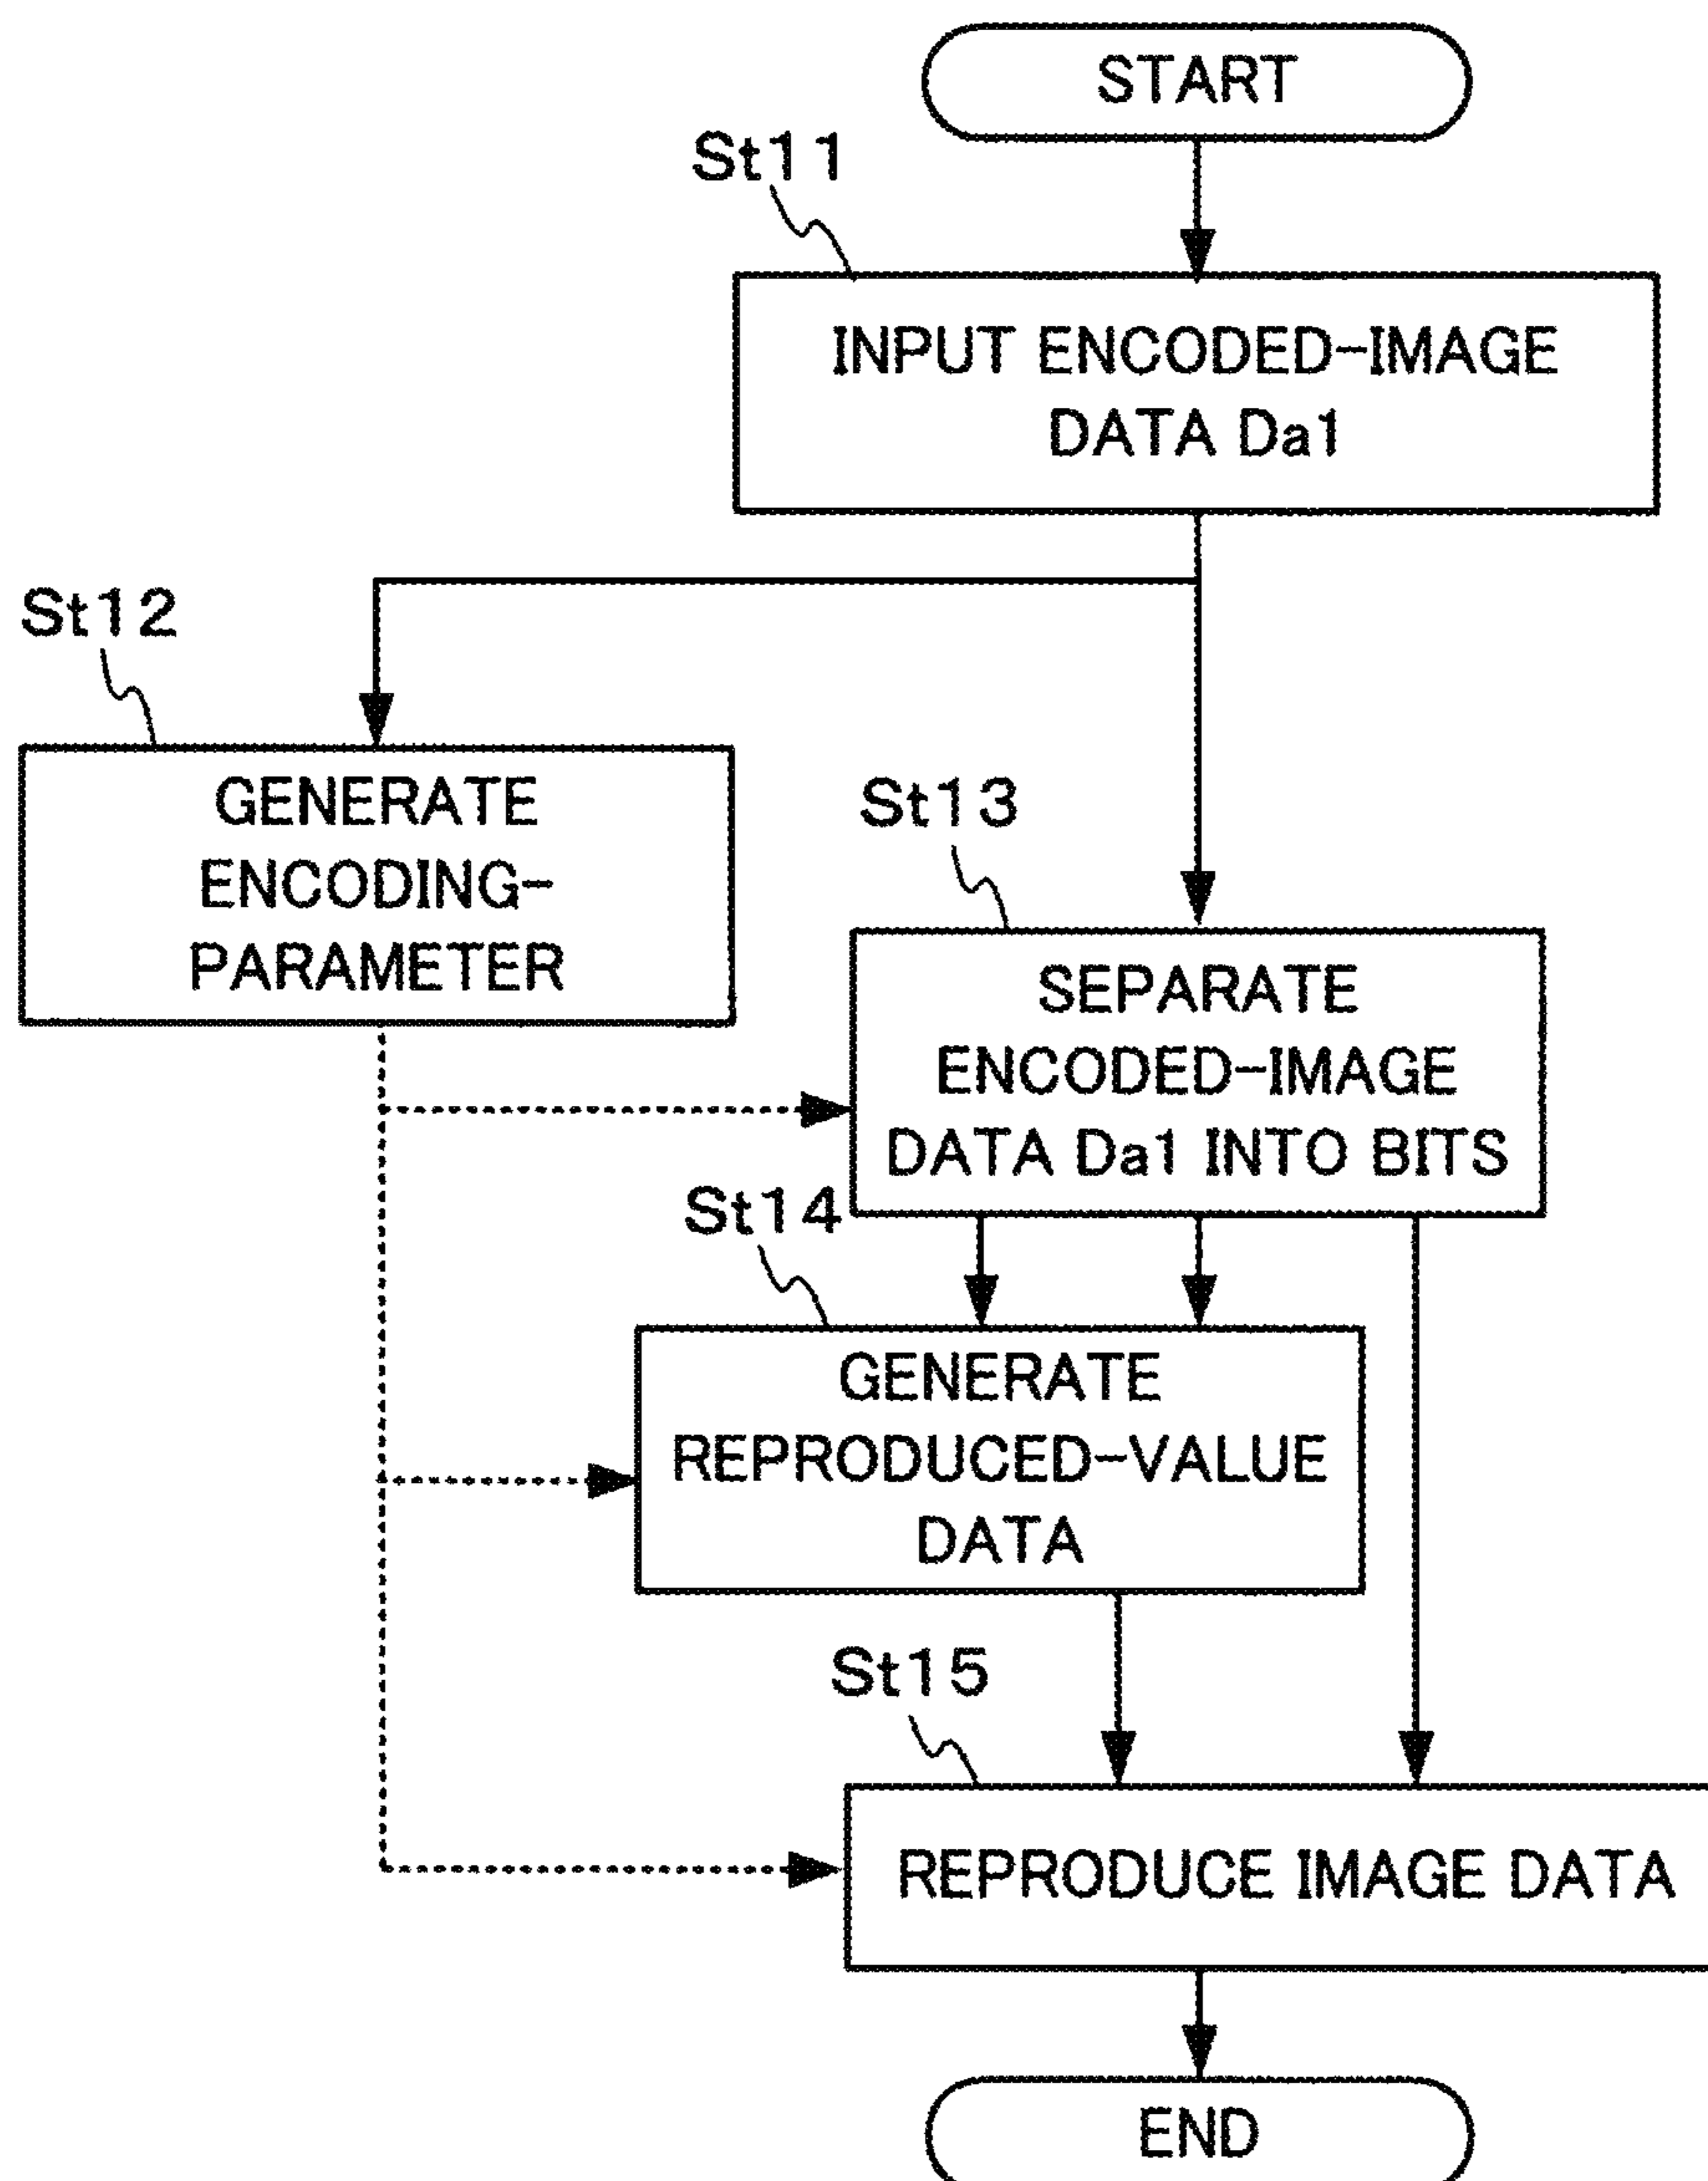 START
St11
INPUT ENCODED-IMAGE
DATA Da1
St12
GENERATE
ENCODING-
PARAMETER
St13
SEPARATE
ENCODED-IMAGE
DATA Da1 INTO BITS
St14
GENERATE
REPRODUCED-VALUE
DATA
St15
REPRODUCE IMAGE DATA
END